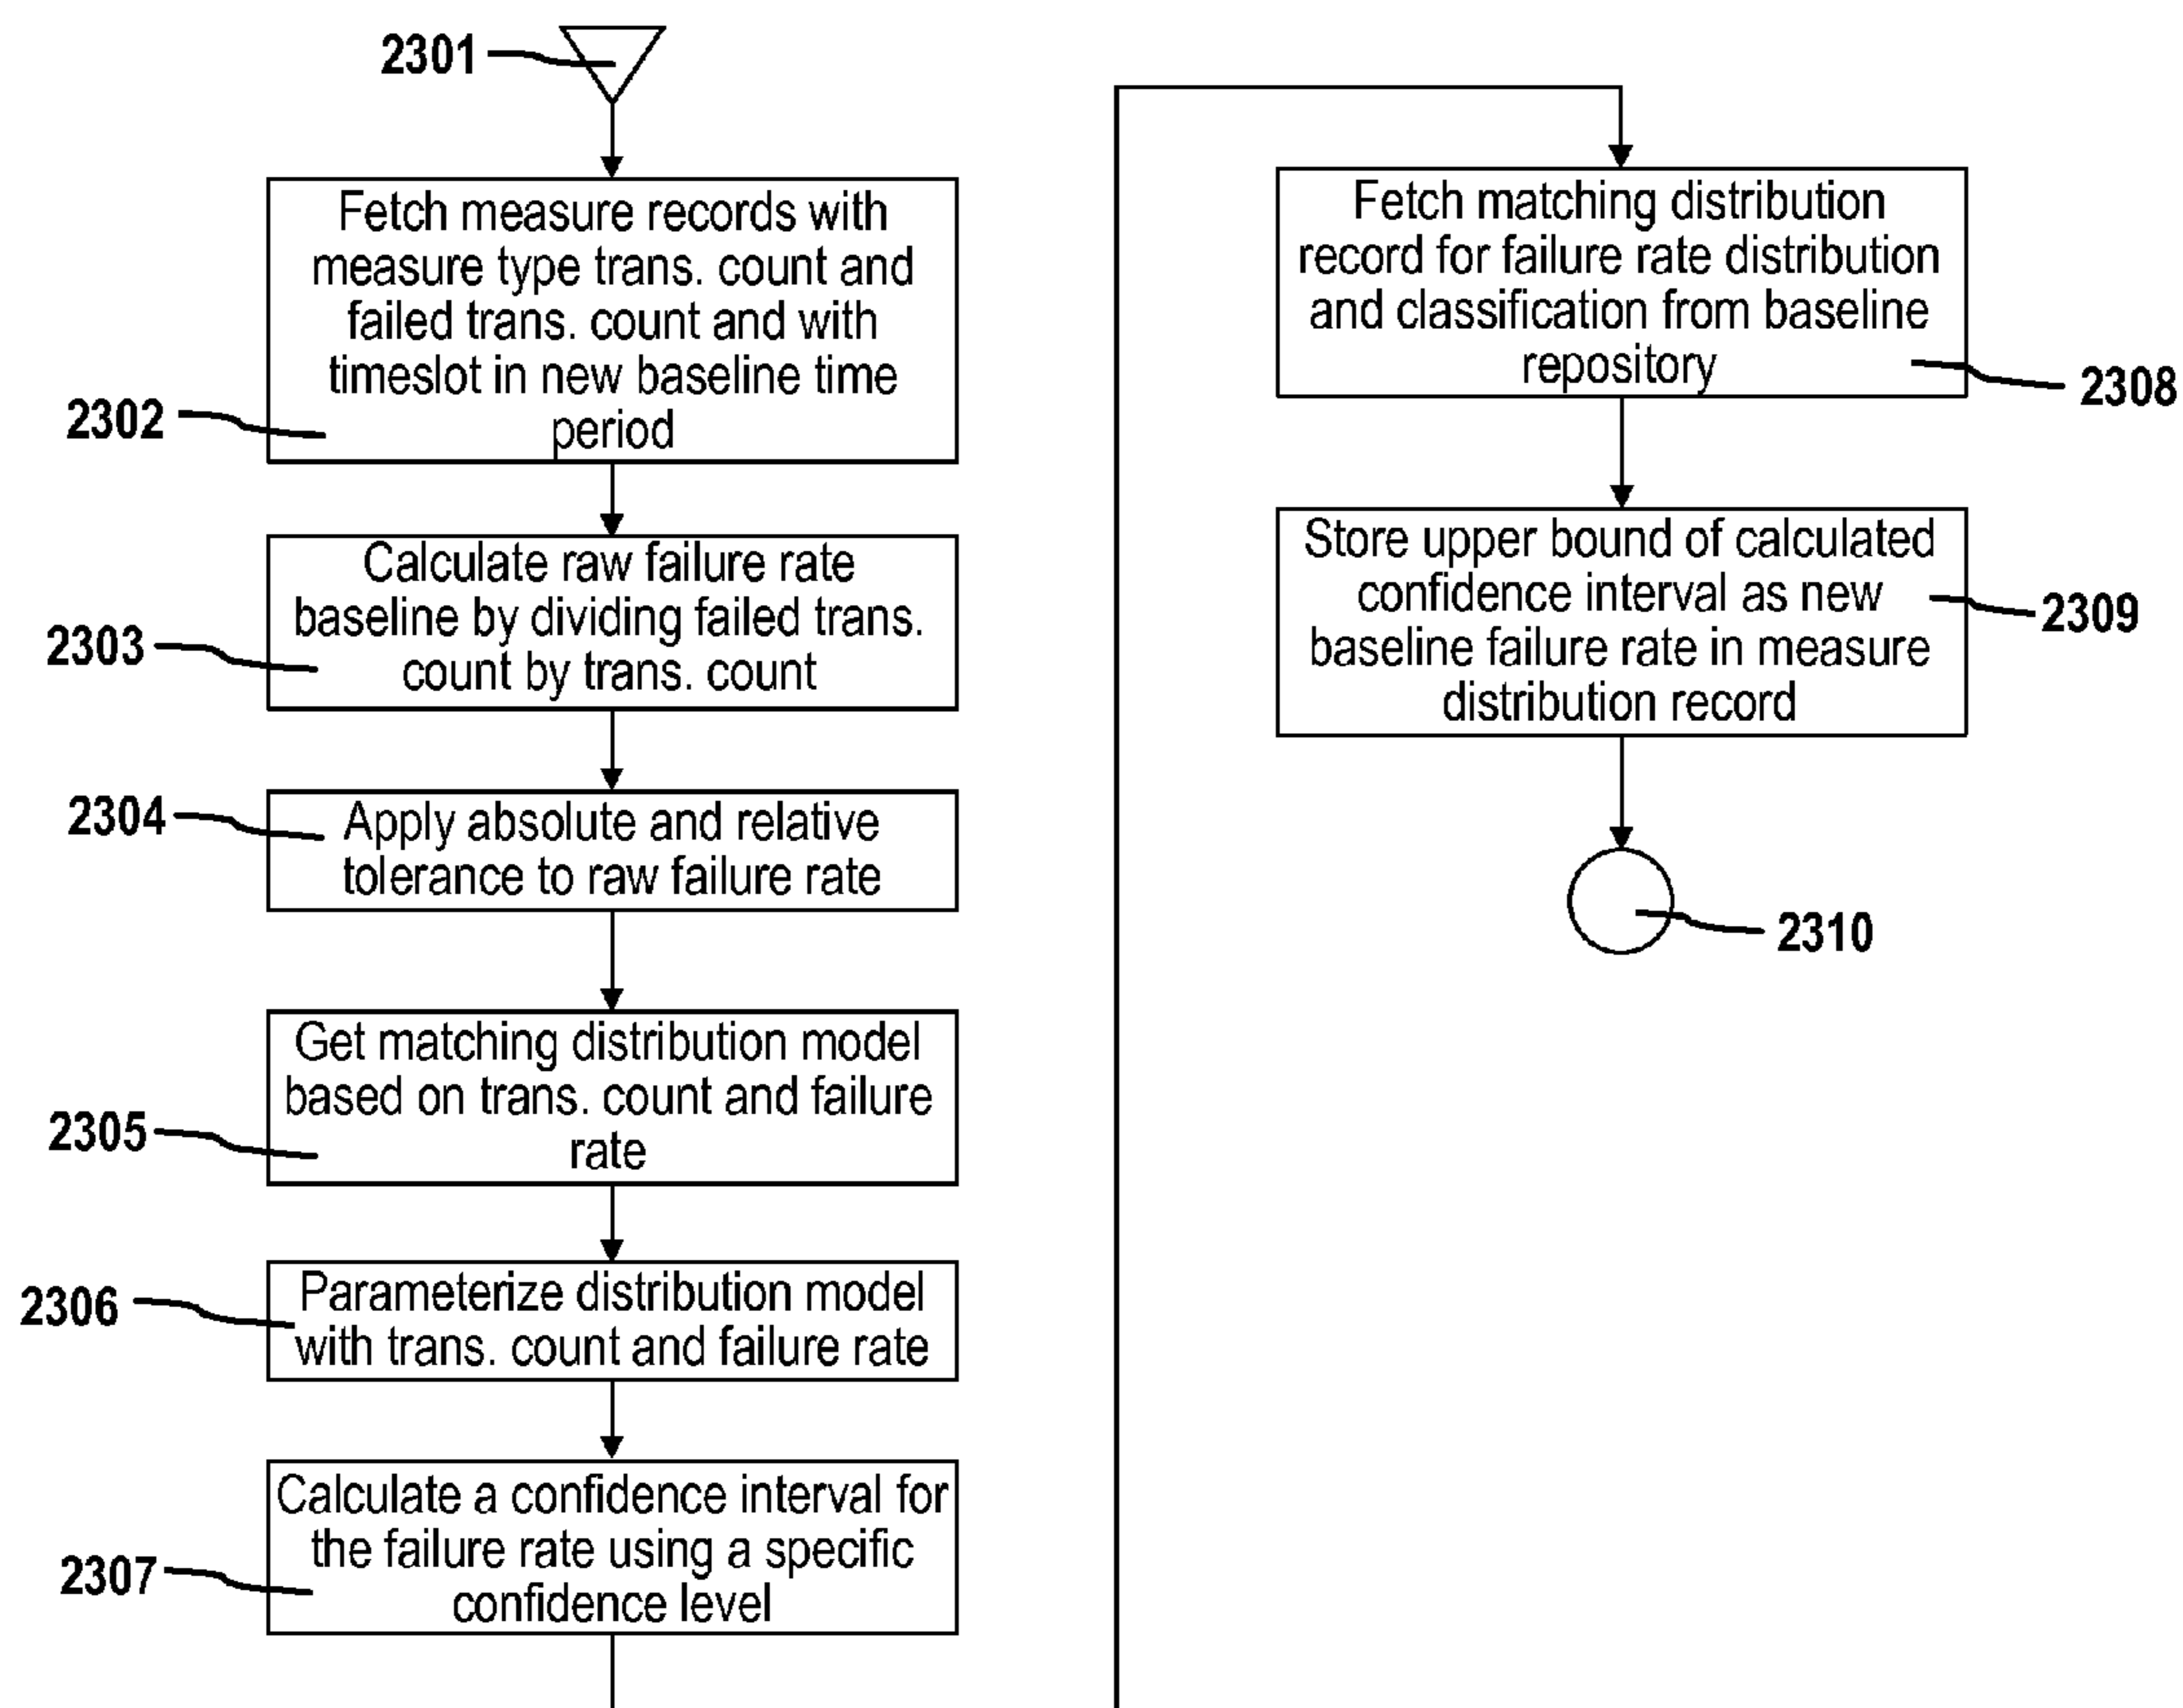 2301
Fetch measure records with
measure type trans. count and
failed trans. count and with
timeslot in new baseline time
period
2302
Calculate raw failure rate
baseline by dividing failed trans.
count by trans. count
2303
2304
Apply absolute and relative
tolerance to raw failure rate
Get matching distribution model
based on trans. count and failure
rate
2305
2306
Parameterize distribution model
with trans. count and failure rate
Calculate a confidence interval for
the failure rate using a specific
confidence level
2307
Fetch matching distribution
record for failure rate distribution
and classification from baseline
repository
2308
Store upper bound of calculated
confidence interval as new
baseline failure rate in measure
distribution record
2309
2310